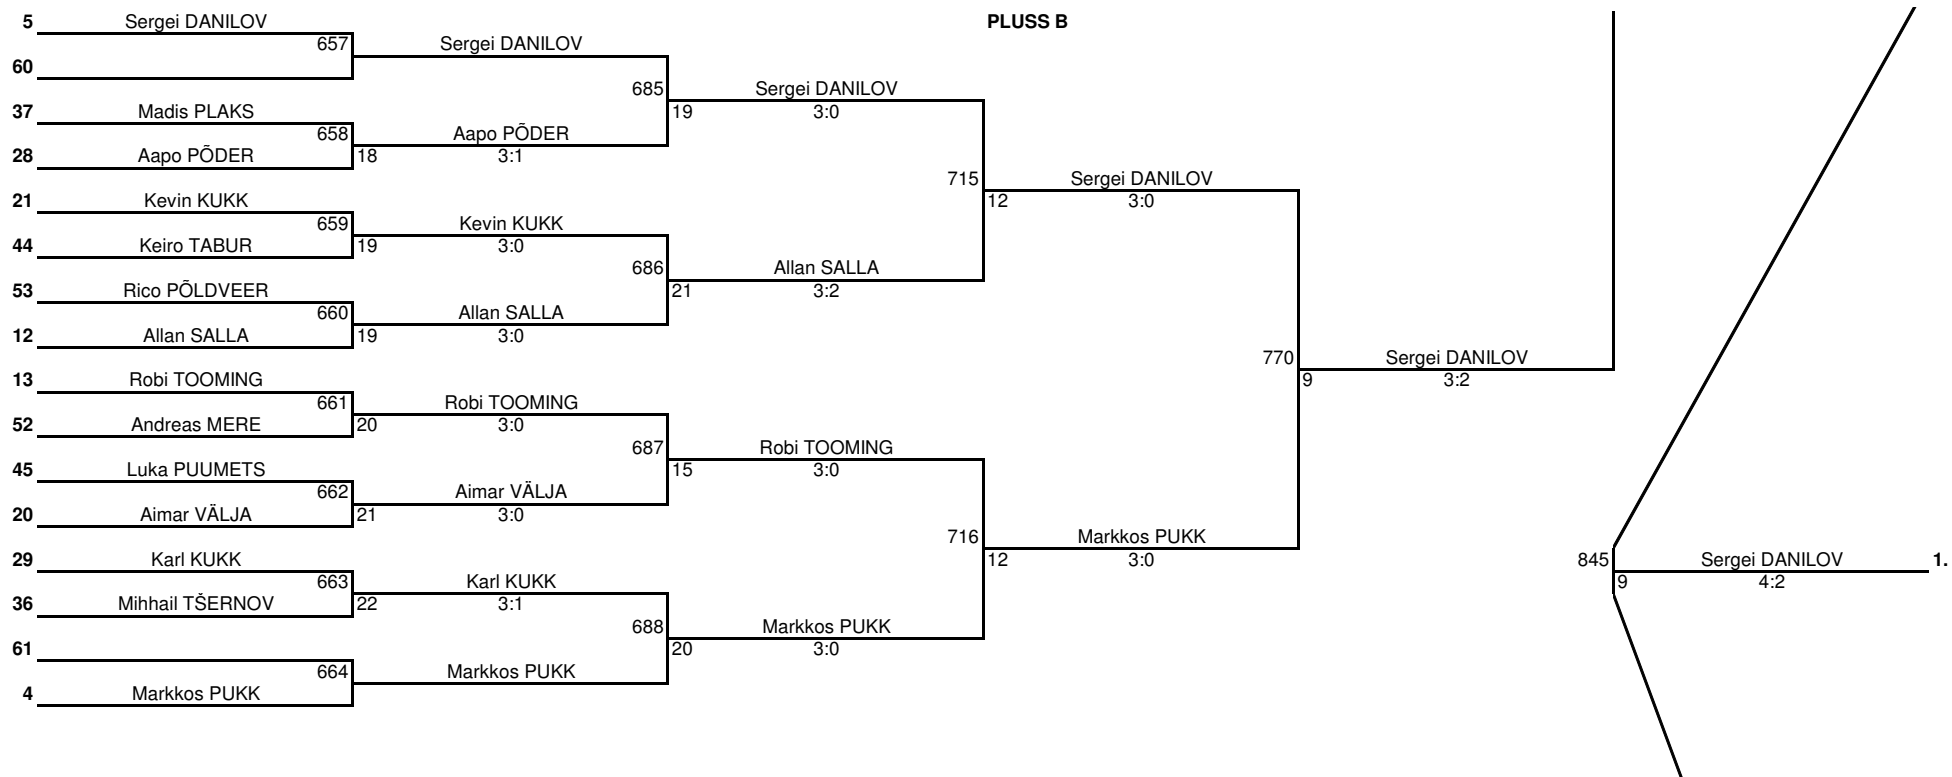 PLUSS B
5 Sergei DANILOV
657 Sergei DANILOV
60
685 Sergei DANILOV
19 3:0
37 Madis PLAKS
658 Aapo PÕDER
28 Aapo PÕDER 18 3:1
715 Sergei DANILOV
12 3:0
21 Kevin KUKK
659 Kevin KUKK
44 Keiro TABUR 19 3:0
686 Allan SALLA
21 3:2
53 Rico PÕLDVEER
660 Allan SALLA
12 Allan SALLA 19 3:0
770 Sergei DANILOV
9 3:2
13 Robi TOOMING
661 Robi TOOMING
52 Andreas MERE 20 3:0
687 Robi TOOMING
15 3:0
45 Luka PUUMETS
662 Aimar VÄLJA
20 Aimar VÄLJA 21 3:0
716 Markkos PUKK
12 3:0
29 Karl KUKK
663 Karl KUKK
36 Mihhail TŠERNOV 22 3:1
688 Markkos PUKK
20 3:0
61
664 Markkos PUKK
4 Markkos PUKK
845 Sergei DANILOV 1.
9 4:2